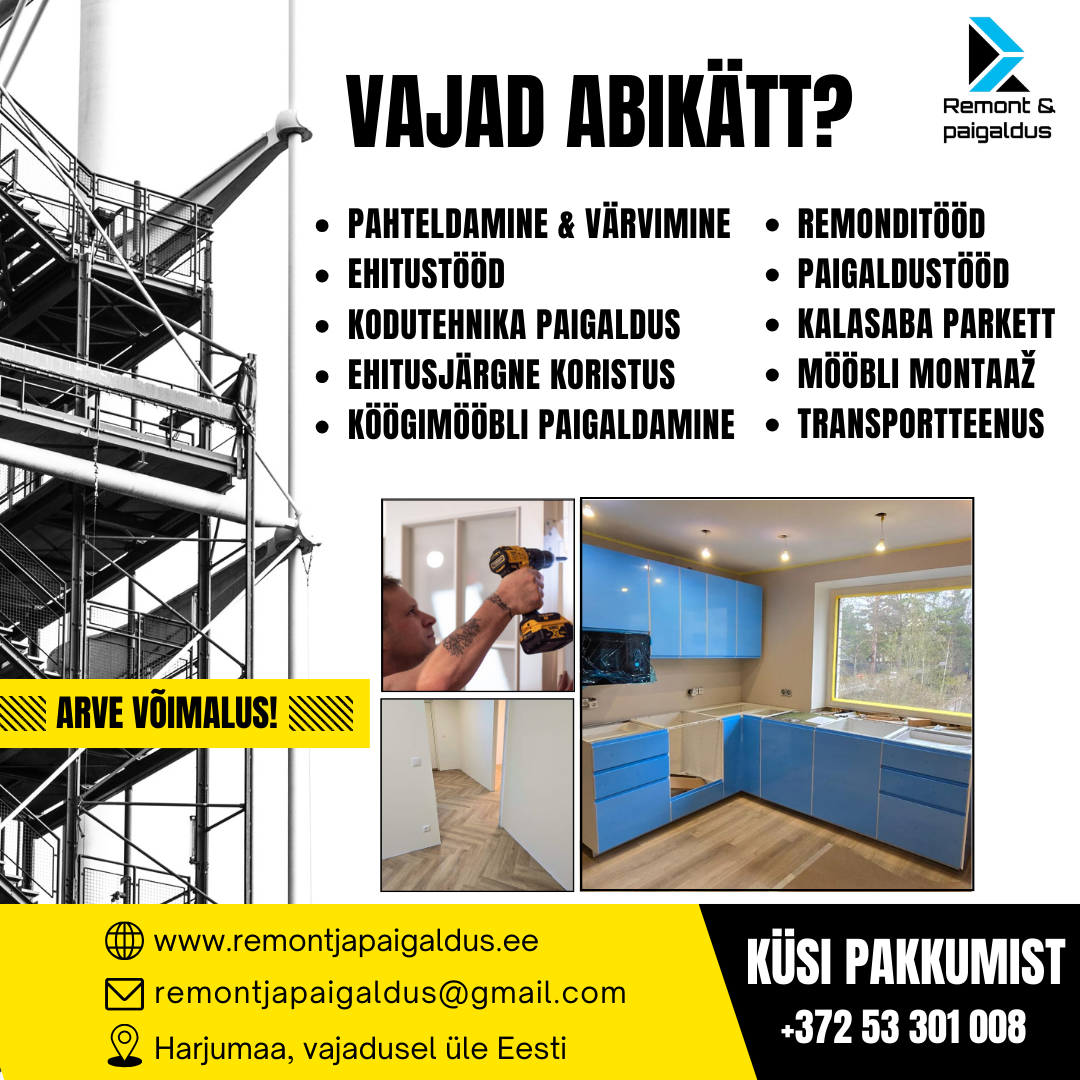 Remont &
paigaldus
VAJAD ABIKÄTT?
• PAHTELDAMINE & VÄRVIMINE
• EHITUSTÖÖD
• KODUTEHNIKA PAIGALDUS
• EHITUSJÄRGNE KORISTUS
• KÖÖGIMÖÖBLI PAIGALDAMINE
• REMONDITÖÖD
• PAIGALDUSTÖÖD
• KALASABA PARKETT
• MÖÖBLI MONTAAŽ
• TRANSPORTTEENUS
ARVE VÕIMALUS!
www.remontjapaigaldus.ee
remontjapaigaldus@gmail.com
Harjumaa, vajadusel üle Eesti
KÜSI PAKKUMIST
+372 53 301 008